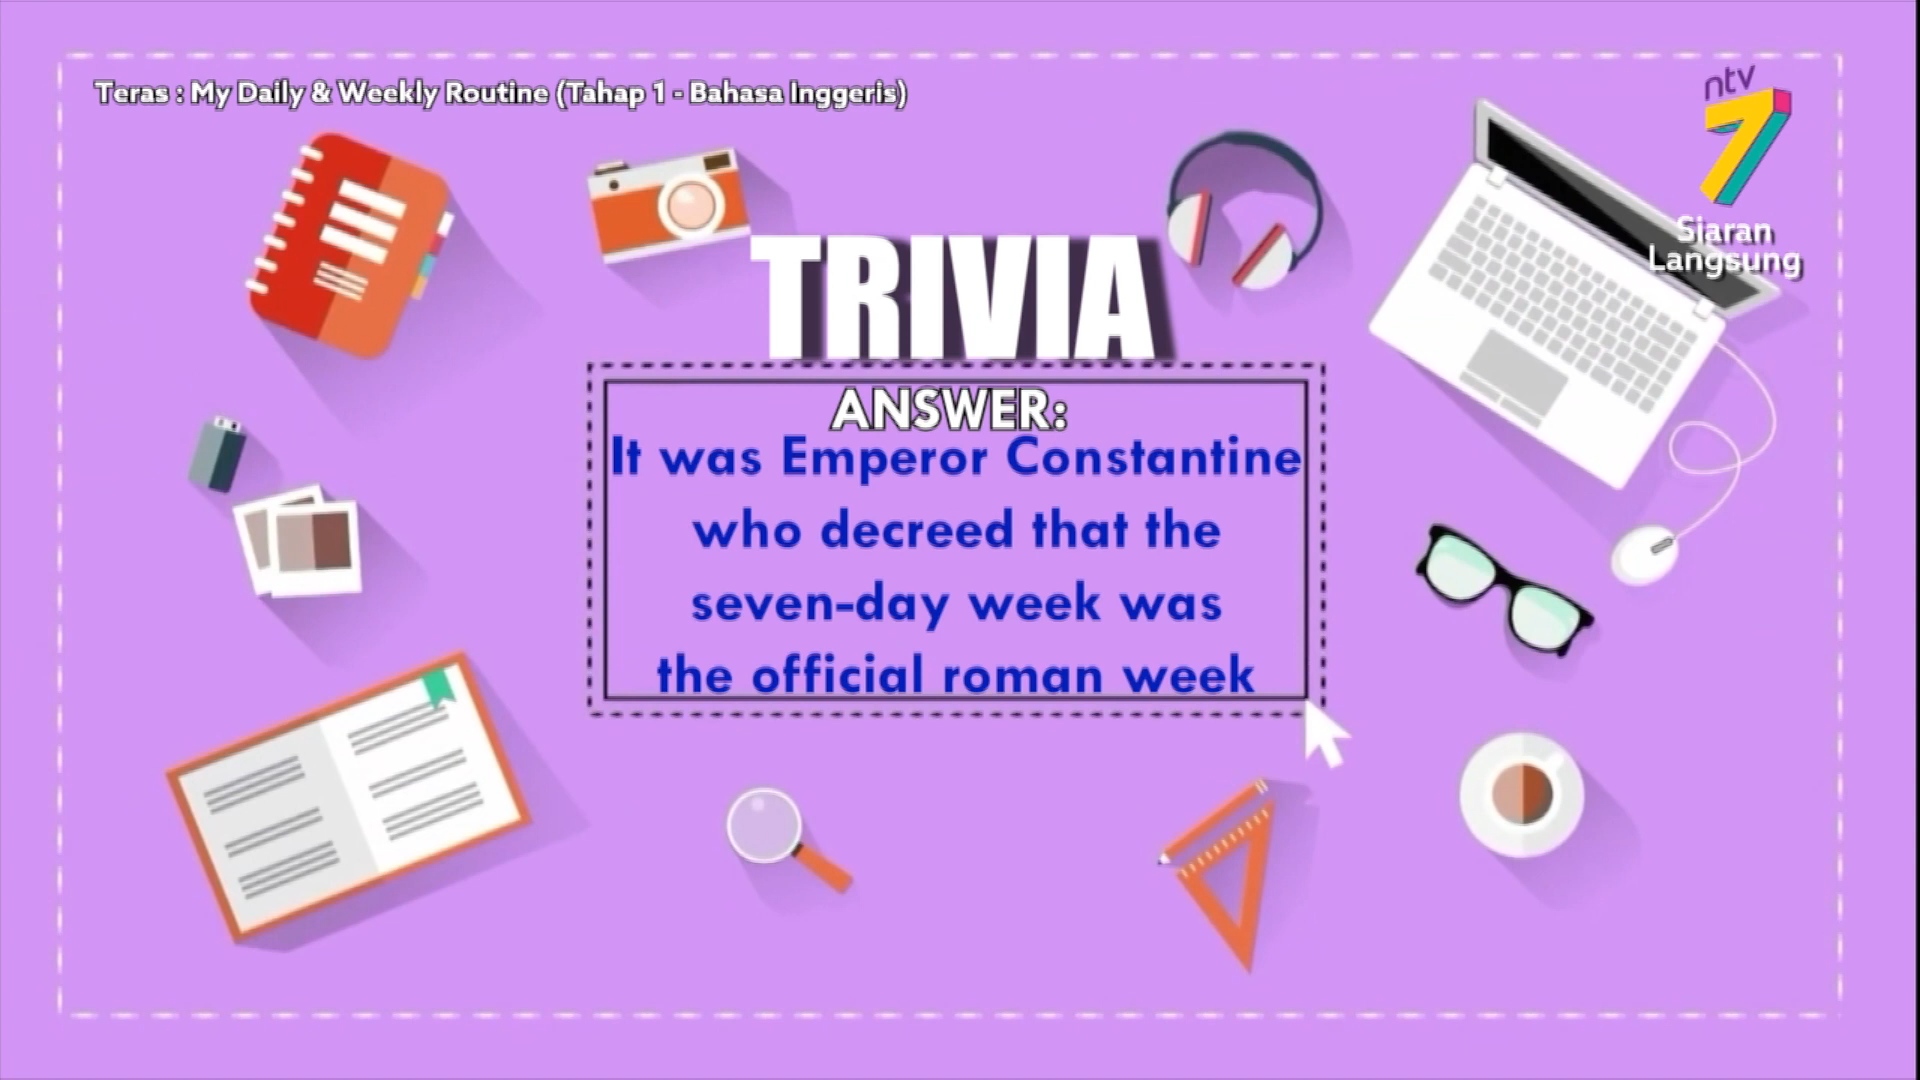 Teras : My Daily & Weekly Routine (Tahap 1 - Bahasa Inggeris)
ntv
7
Siaran
Langsung
TRIVIA
ANSWER:
It was Emperor Constantine
who decreed that the
seven-day week was
the official roman week